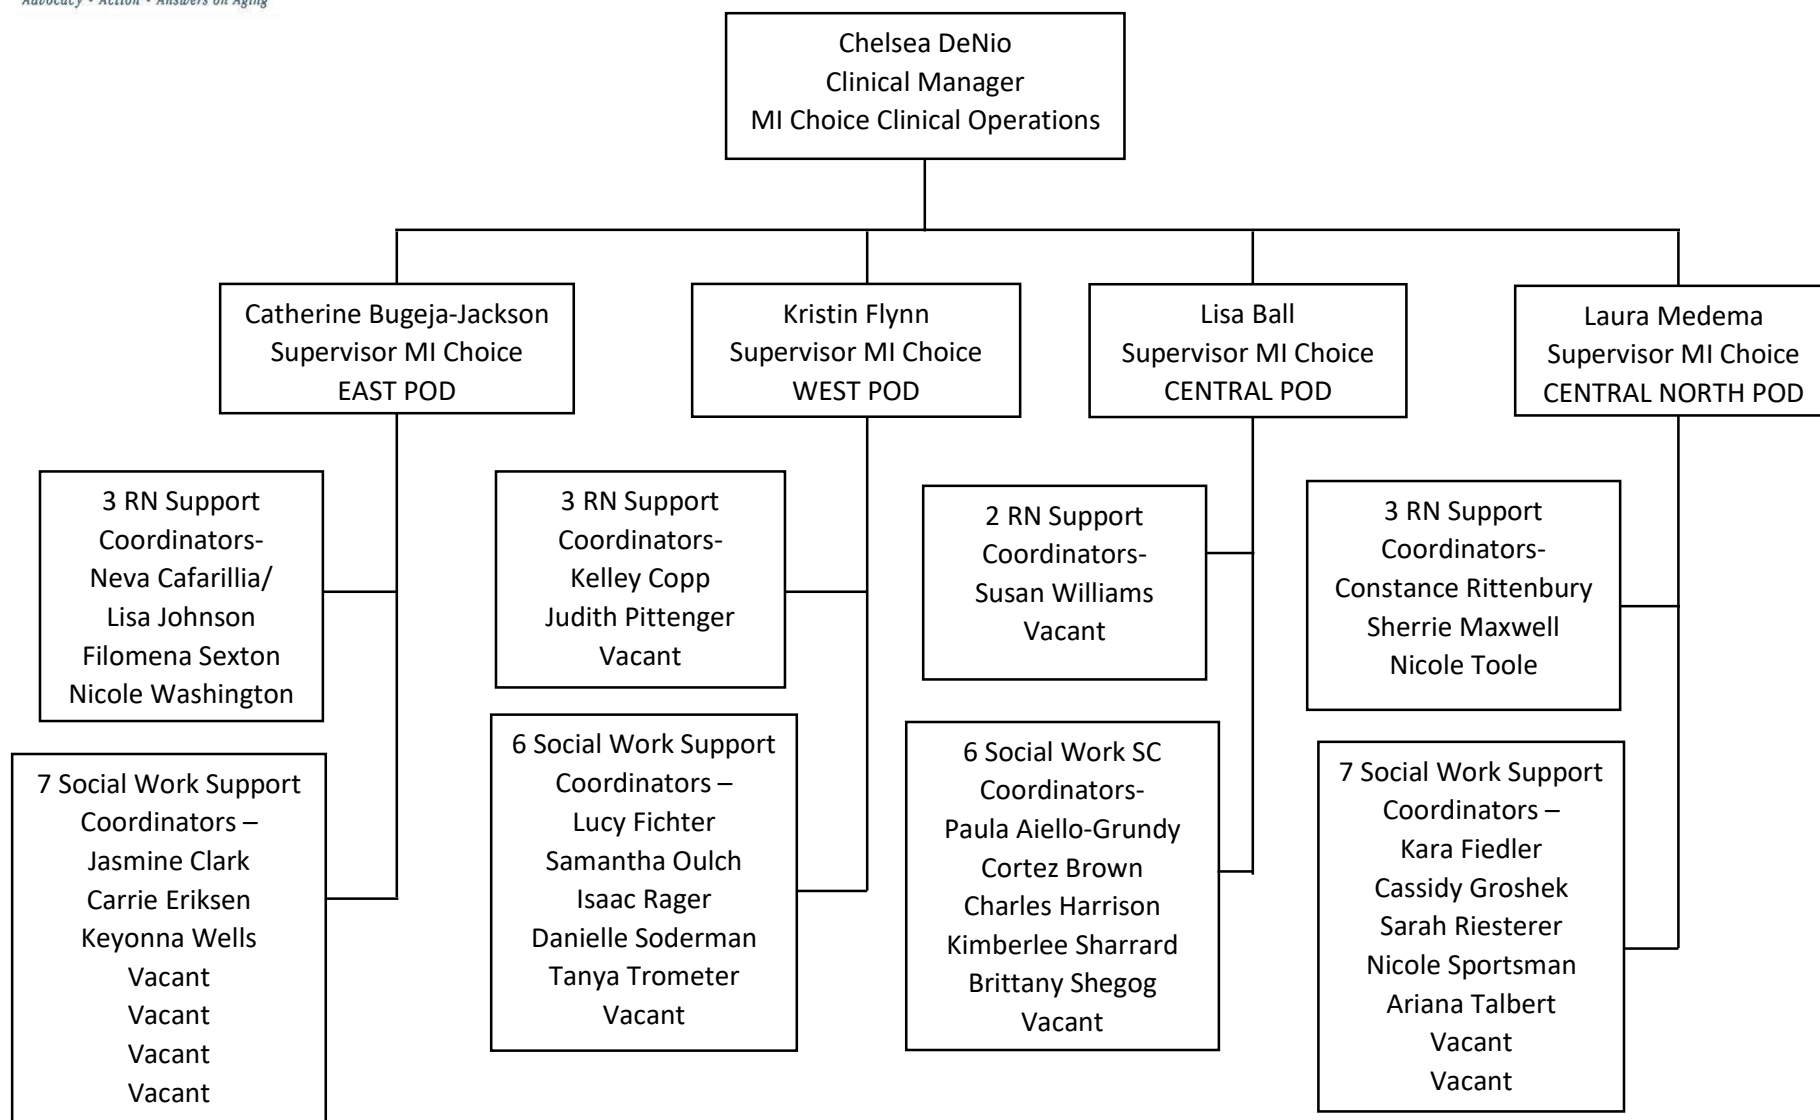 Advocacy • Action • Answers on Aging
Chelsea DeNio
Clinical Manager
MI Choice Clinical Operations
Catherine Bugeja-Jackson
Supervisor MI Choice
EAST POD
Kristin Flynn
Supervisor MI Choice
WEST POD
Lisa Ball
Supervisor MI Choice
CENTRAL POD
Laura Medema
Supervisor MI Choice
CENTRAL NORTH POD
3 RN Support
Coordinators-
Neva Cafarillia/
Lisa Johnson
Filomena Sexton
Nicole Washington
3 RN Support
Coordinators-
Kelley Copp
Judith Pittenger
Vacant
2 RN Support
Coordinators-
Susan Williams
Vacant
3 RN Support
Coordinators-
Constance Rittenbury
Sherrie Maxwell
Nicole Toole
7 Social Work Support
Coordinators –
Jasmine Clark
Carrie Eriksen
Keyonna Wells
Vacant
Vacant
Vacant
Vacant
6 Social Work Support
Coordinators –
Lucy Fichter
Samantha Oulch
Isaac Rager
Danielle Soderman
Tanya Trometer
Vacant
6 Social Work SC
Coordinators-
Paula Aiello-Grundy
Cortez Brown
Charles Harrison
Kimberlee Sharrard
Brittany Shegog
Vacant
7 Social Work Support
Coordinators –
Kara Fiedler
Cassidy Groshek
Sarah Riesterer
Nicole Sportsman
Ariana Talbert
Vacant
Vacant